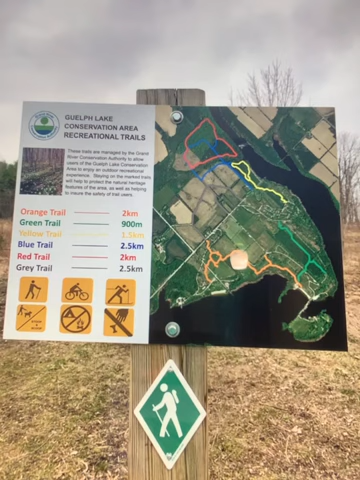 GUELPH LAKE
CONSERVATION AREA
RECREATIONAL TRAILS
These trails are managed by the Grand
River Conservation Authority to allow
users of the Guelph Lake Conservation
Area to enjoy an outdoor recreational
experience. Staying on the marked trails
will help to protect the natural heritage
features of the area, as well as helping
to insure the safety of trail users.
Orange Trail 2km
Green Trail 900m
Yellow Trail 1.5km
Blue Trail 2.5km
Red Trail 2km
Grey Trail 2.5km